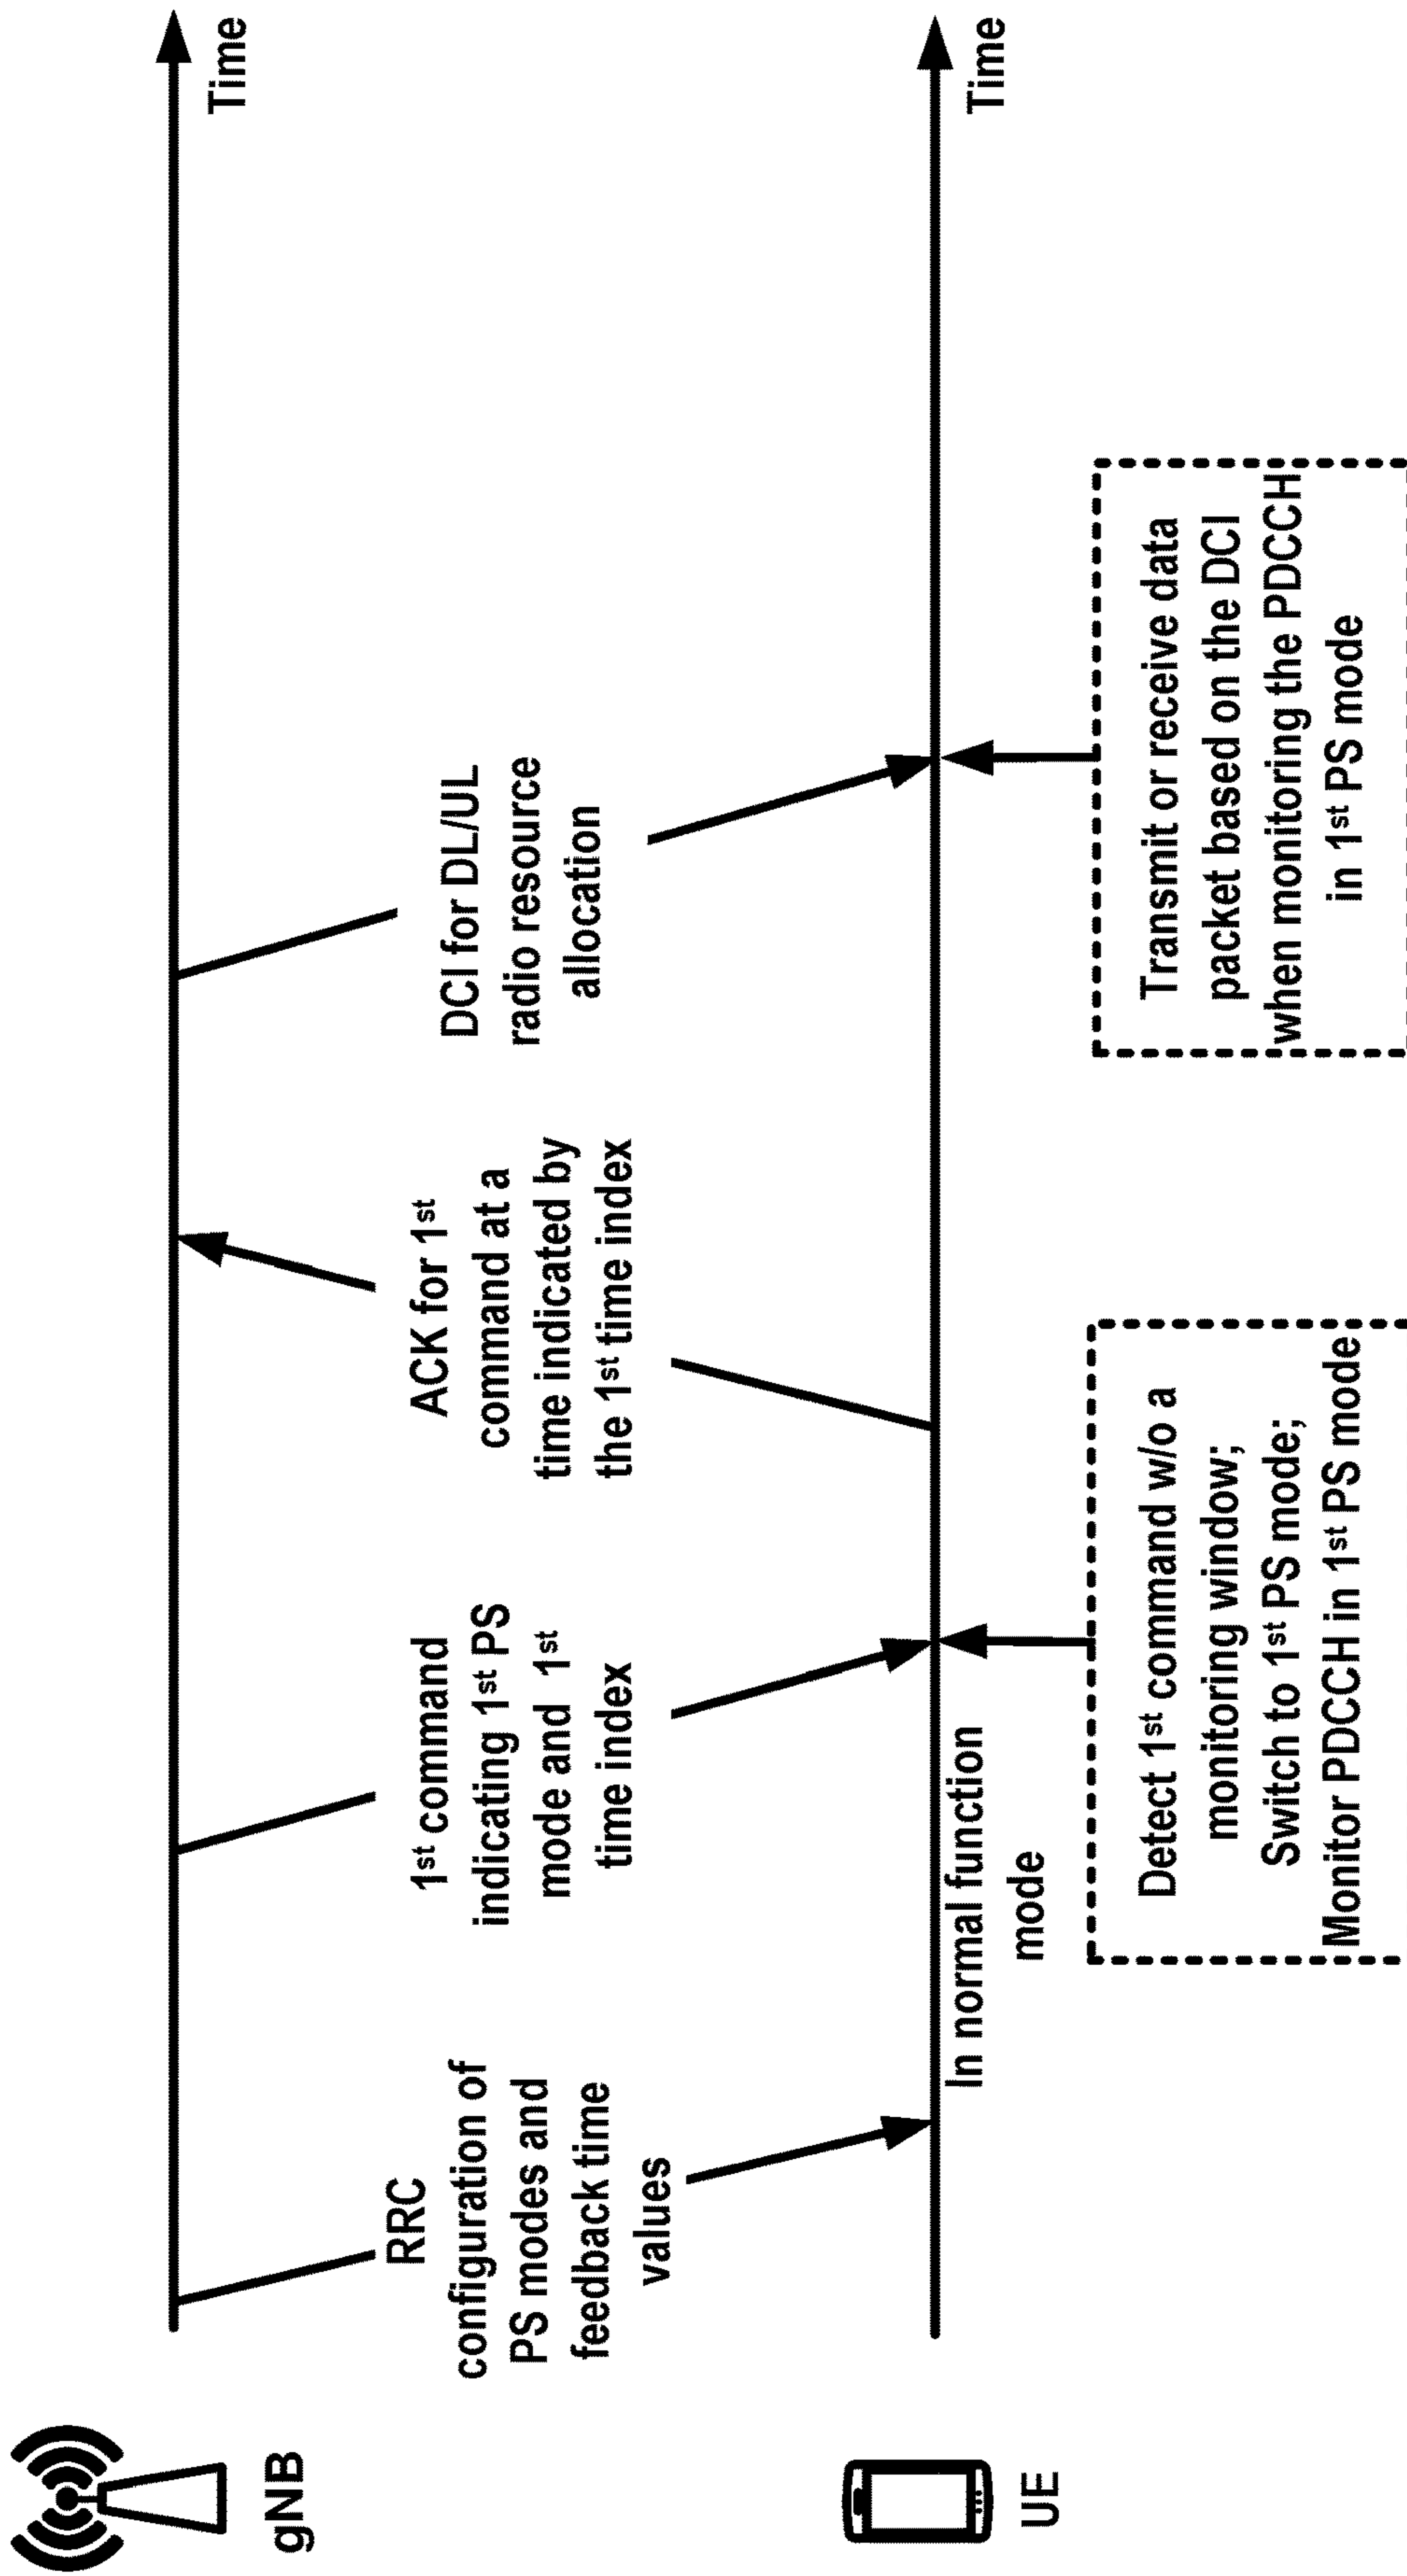 gNB
RRC
configuration of
PS modes and
feedback time
values
1st command
indicating 1st PS
mode and 1st
time index
ACK for 1st
command at a
time indicated by
the 1st time index
DCI for DL/UL
radio resource
allocation
Time
UE
In normal function
mode
Time
Detect 1st command w/o a
monitoring window;
Switch to 1st PS mode;
Monitor PDCCH in 1st PS mode
Transmit or receive data
packet based on the DCI
when monitoring the PDCCH
in 1st PS mode